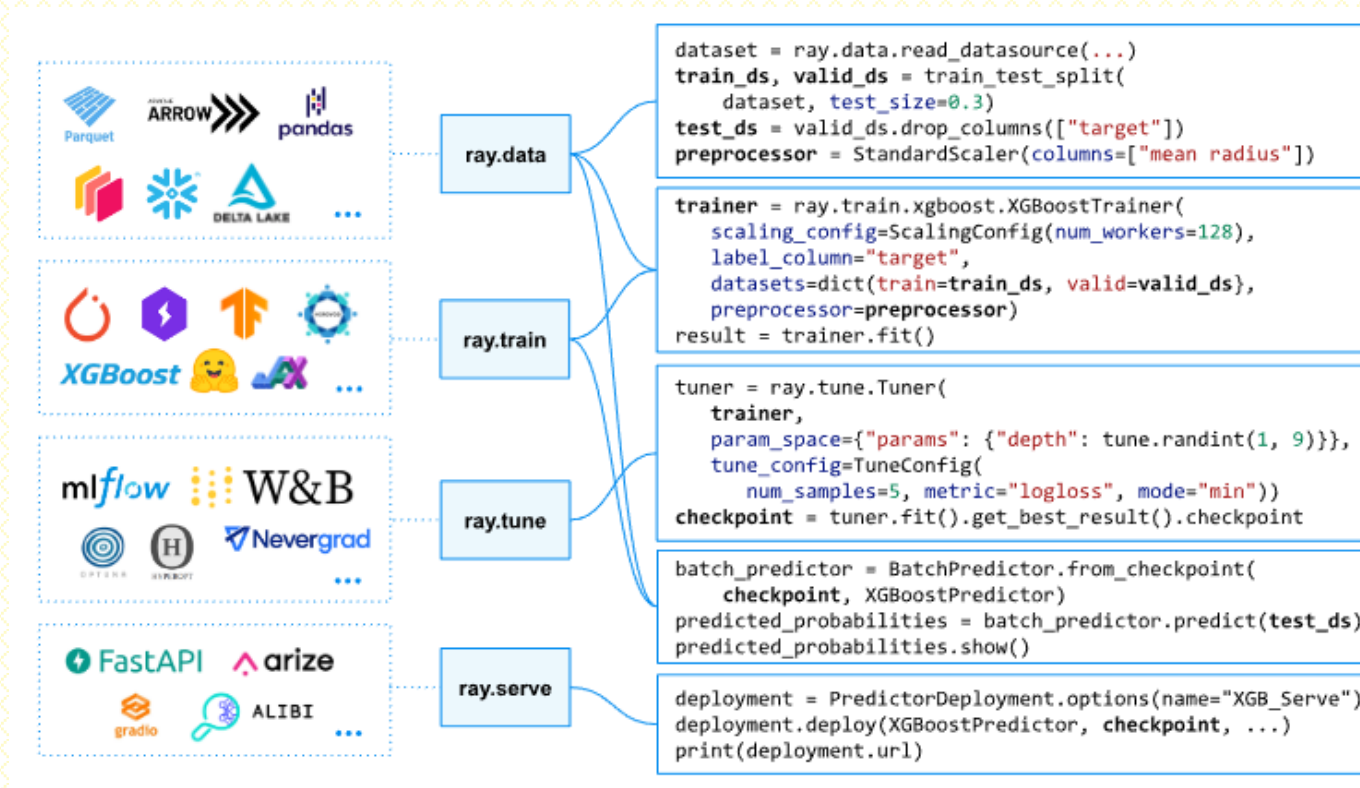 Parquet
APACHE
ARROW
pandas
DELTA LAKE
...
HOROVOD
XGBoost
JAX
...
mlflow
W&B
OPTUNA
H
HYPEROPT
Nevergrad
...
FastAPI
arize
gradio
ALIBI
...
ray.data
ray.train
ray.tune
ray.serve
dataset = ray.data.read_datasource(...)
train_ds, valid_ds = train_test_split(
    dataset, test_size=0.3)
test_ds = valid_ds.drop_columns(["target"])
preprocessor = StandardScaler(columns=["mean radius"])
trainer = ray.train.xgboost.XGBoostTrainer(
   scaling_config=ScalingConfig(num_workers=128),
   label_column="target",
   datasets=dict(train=train_ds, valid=valid_ds},
   preprocessor=preprocessor)
result = trainer.fit()
tuner = ray.tune.Tuner(
   trainer,
   param_space={"params": {"depth": tune.randint(1, 9)}},
   tune_config=TuneConfig(
      num_samples=5, metric="logloss", mode="min"))
checkpoint = tuner.fit().get_best_result().checkpoint
batch_predictor = BatchPredictor.from_checkpoint(
    checkpoint, XGBoostPredictor)
predicted_probabilities = batch_predictor.predict(test_ds)
predicted_probabilities.show()
deployment = PredictorDeployment.options(name="XGB_Serve")
deployment.deploy(XGBoostPredictor, checkpoint, ...)
print(deployment.url)